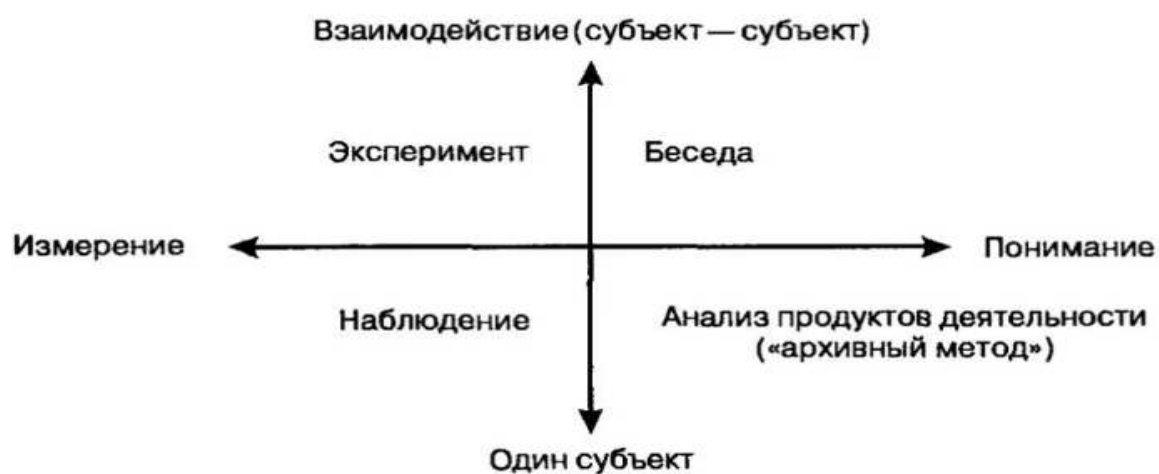 Взаимодействие (субъект — субъект)
Эксперимент
Беседа
Измерение
Понимание
Наблюдение
Анализ продуктов деятельности
(«архивный метод»)
Один субъект